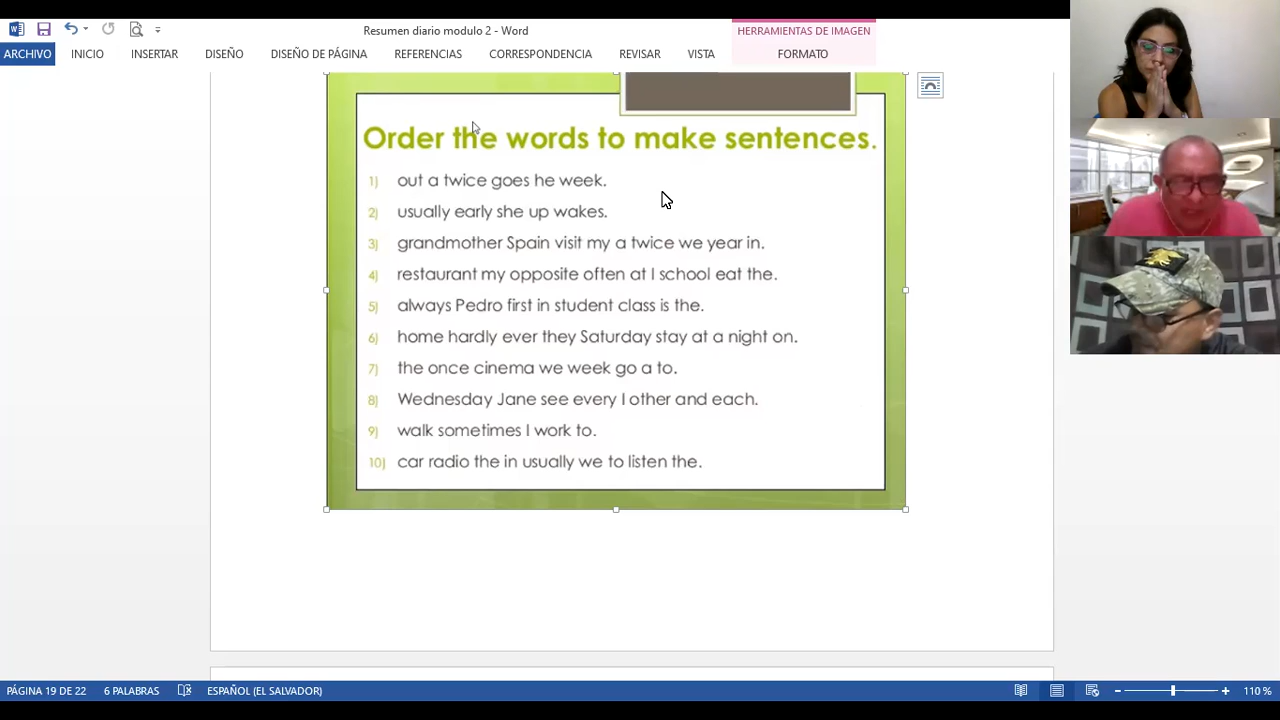 Resumen diario modulo 2 - Word
HERRAMIENTAS DE IMAGEN
ARCHIVO INICIO INSERTAR DISEÑO DISEÑO DE PÁGINA REFERENCIAS CORRESPONDENCIA REVISAR VISTA FORMATO
Order the words to make sentences.
1) out a twice goes he week.
2) usually early she up wakes.
3) grandmother Spain visit my a twice we year in.
4) restaurant my opposite often at I school eat the.
5) always Pedro first in student class is the.
6) home hardly ever they Saturday stay at a night on.
7) the once cinema we week go a to.
8) Wednesday Jane see every I other and each.
9) walk sometimes I work to.
10) car radio the in usually we to listen the.
PÁGINA 19 DE 22 6 PALABRAS ESPAÑOL (EL SALVADOR) 110 %